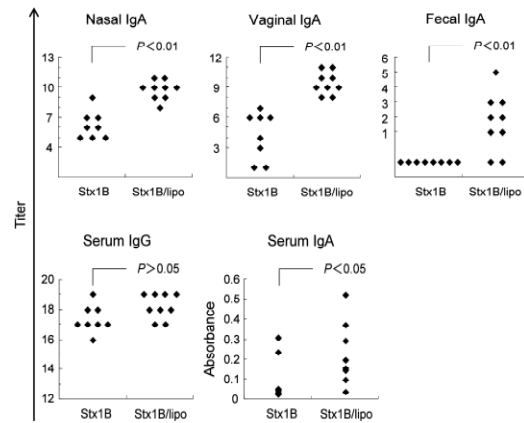 Nasal IgA
Vaginal IgA
Fecal IgA
P<0.01
P<0.01
P<0.01
13
10
7
4
12
9
6
3
6
5
4
3
2
1
Stx1B
Stx1B/lipo
Stx1B
Stx1B/lipo
Stx1B
Stx1B/lipo
Titer
Serum IgG
Serum IgA
P>0.05
P<0.05
20
18
16
14
12
Absorbance
0.6
0.5
0.4
0.3
0.2
0.1
0
Stx1B
Stx1B/lipo
Stx1B
Stx1B/lipo